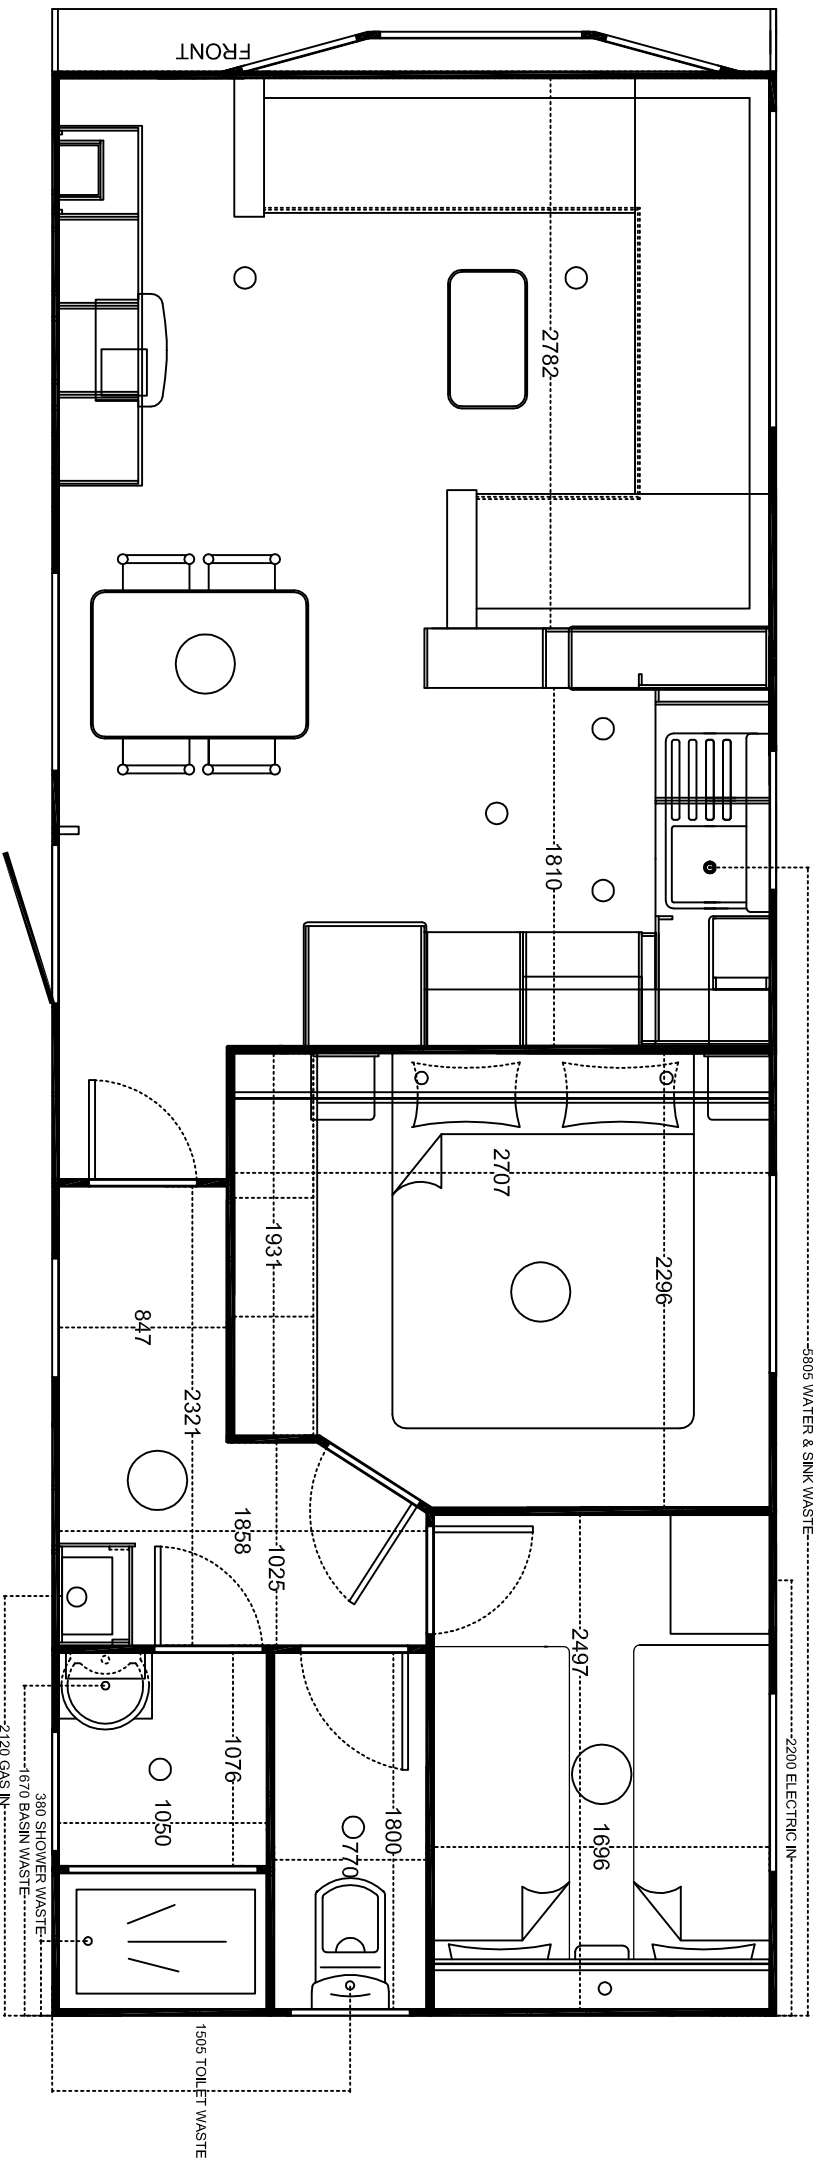 FRONT
2782
1810
5805 WATER & SINK WASTE
2707
2296
1931
847
2321
1858
1025
2497
2200 ELECTRIC IN
1076
1050
1800
770
1696
2120 GAS IN
1670 BASIN WASTE
380 SHOWER WASTE
1505 TOILET WASTE